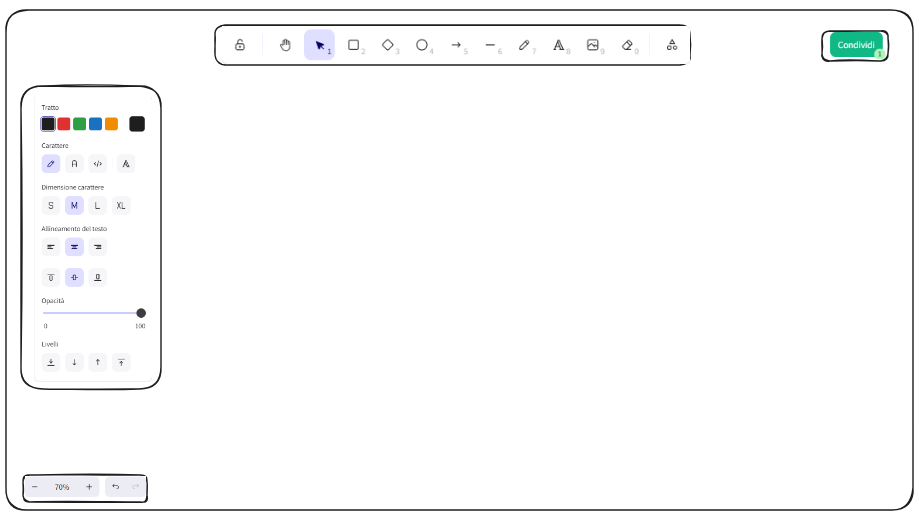 1 2 3 4 5 6 7 8 9 0
Condividi
1
Tratto
Carattere
Dimensione carattere
S M L XL
Allineamento del testo
Opacità
0 100
Livelli
70%